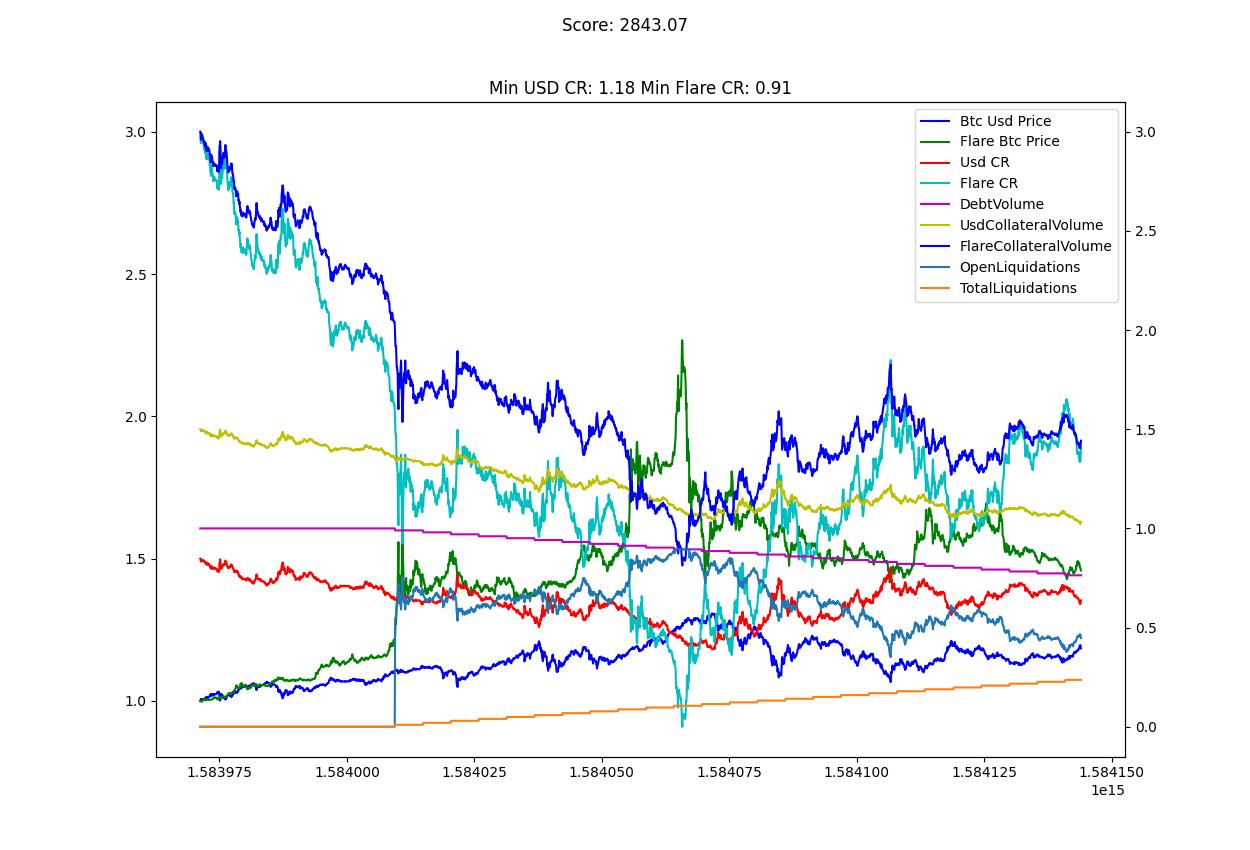 Score: 2843.07
Min USD CR: 1.18 Min Flare CR: 0.91
Btc Usd Price
Flare Btc Price
Usd CR
Flare CR
DebtVolume
UsdCollateralVolume
FlareCollateralVolume
OpenLiquidations
TotalLiquidations
3.0
2.5
2.0
1.5
1.0
3.0
2.5
2.0
1.5
1.0
0.5
0.0
1.583975 1.584000 1.584025 1.584050 1.584075 1.584100 1.584125 1.584150
1e15